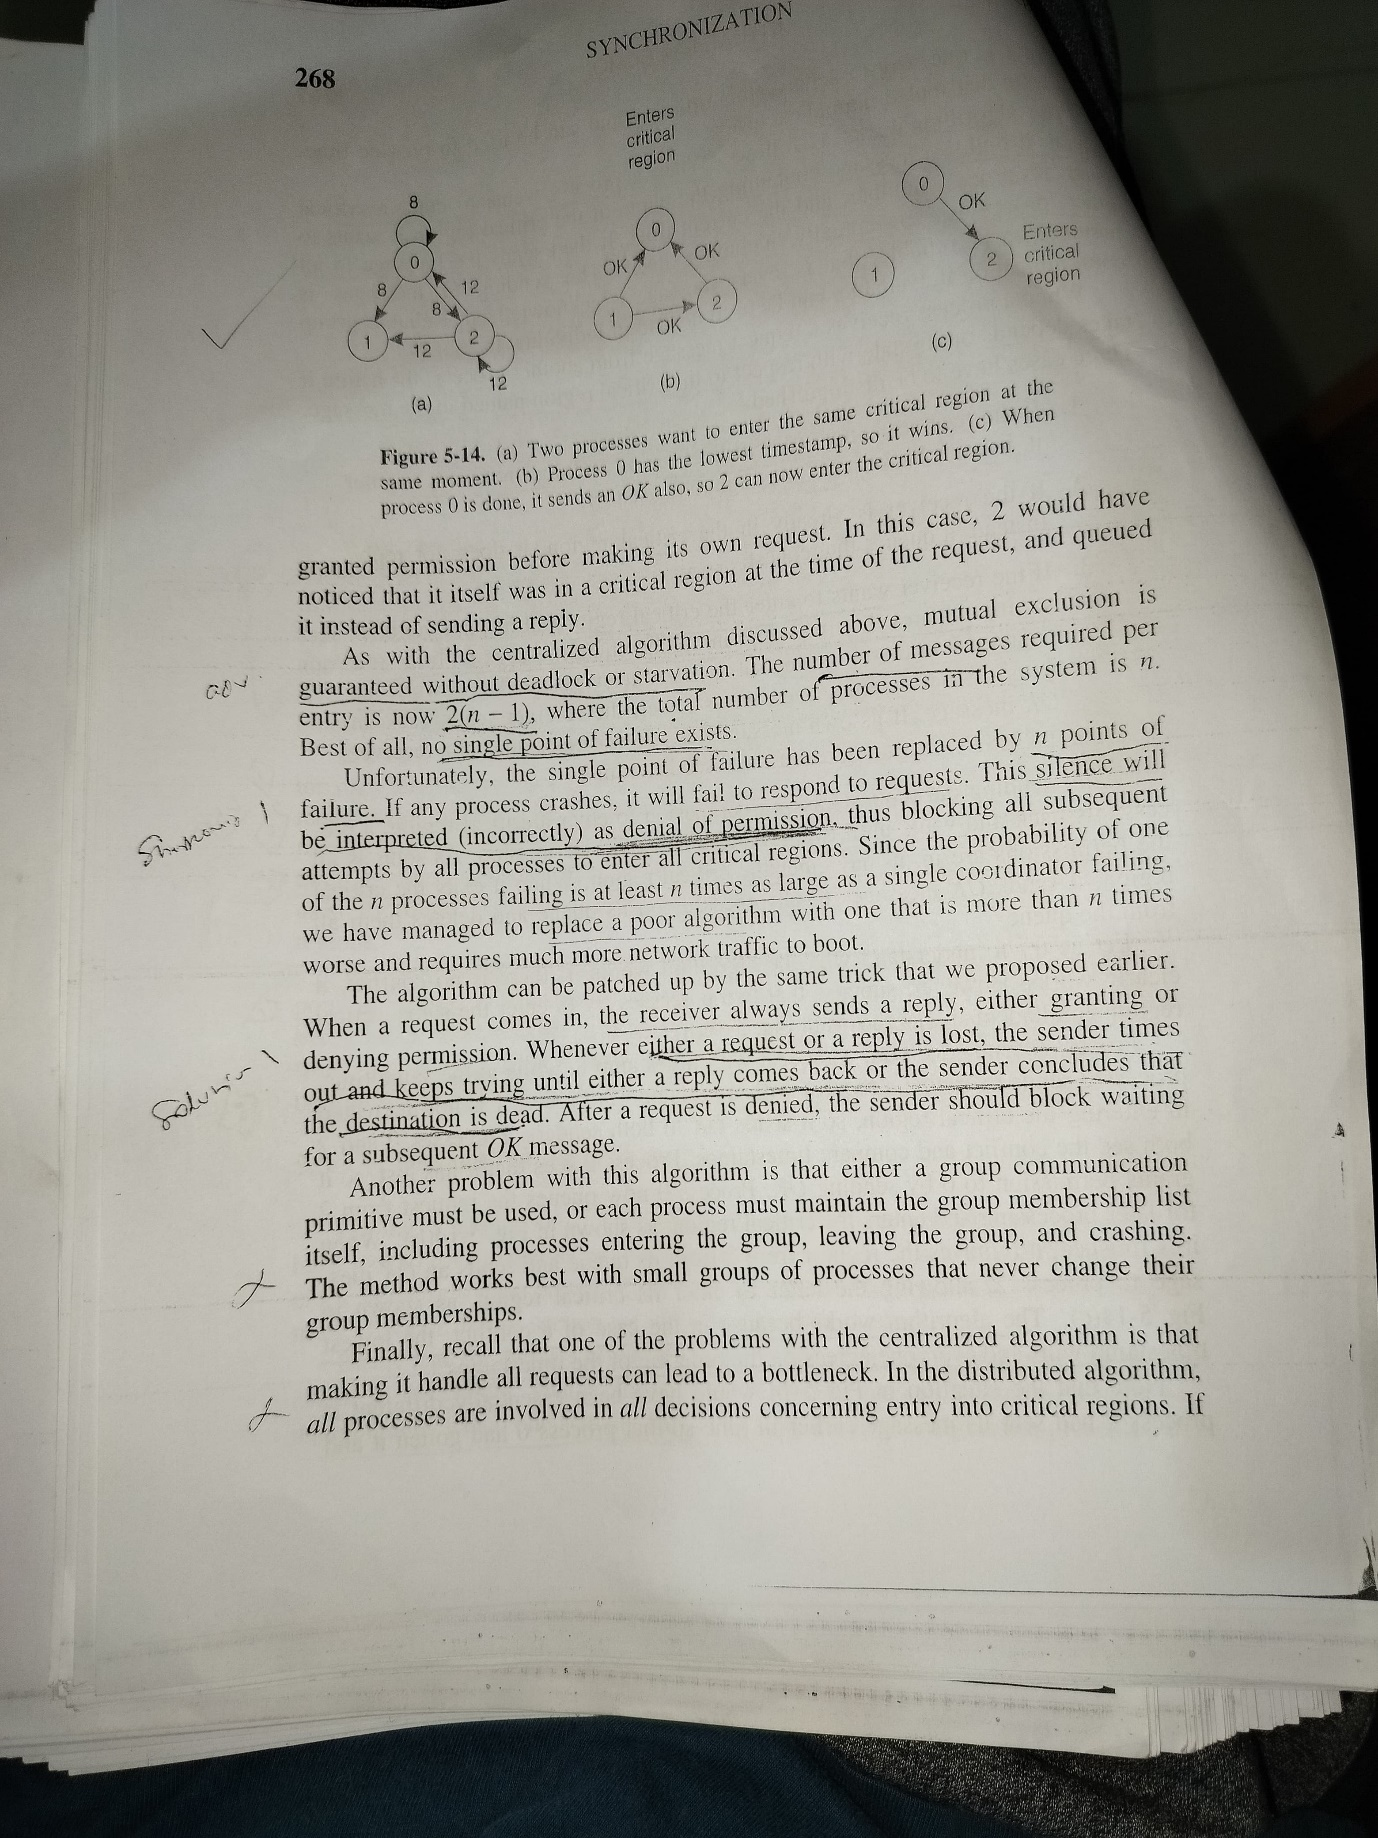 SYNCHRONIZATION
268
Enters
critical
region
8
0
8
12
8
1
2
12
12
(a)
0
OK
OK
1
2
OK
(b)
0
OK
1
2
Enters
critical
region
(c)
Figure 5-14. (a) Two processes want to enter the same critical region at the
same moment. (b) Process 0 has the lowest timestamp, so it wins. (c) When
process 0 is done, it sends an OK also, so 2 can now enter the critical region.
granted permission before making its own request. In this case, 2 would have
noticed that it itself was in a critical region at the time of the request, and queued
it instead of sending a reply.
As with the centralized algorithm discussed above, mutual exclusion is
adv.
guaranteed without deadlock or starvation. The number of messages required per
entry is now 2(n – 1), where the total number of processes in the system is n.
Best of all, no single point of failure exists.
Unfortunately, the single point of failure has been replaced by n points of
failure. If any process crashes, it will fail to respond to requests. This silence will
be interpreted (incorrectly) as denial of permission, thus blocking all subsequent
attempts by all processes to enter all critical regions. Since the probability of one
of the n processes failing is at least n times as large as a single coordinator failing,
we have managed to replace a poor algorithm with one that is more than n times
worse and requires much more network traffic to boot.
The algorithm can be patched up by the same trick that we proposed earlier.
When a request comes in, the receiver always sends a reply, either granting or
denying permission. Whenever either a request or a reply is lost, the sender times
Solution
out and keeps trying until either a reply comes back or the sender concludes that
the destination is dead. After a request is denied, the sender should block waiting
for a subsequent OK message.
Another problem with this algorithm is that either a group communication
primitive must be used, or each process must maintain the group membership list
itself, including processes entering the group, leaving the group, and crashing.
The method works best with small groups of processes that never change their
group memberships.
Finally, recall that one of the problems with the centralized algorithm is that
making it handle all requests can lead to a bottleneck. In the distributed algorithm,
all processes are involved in all decisions concerning entry into critical regions. If